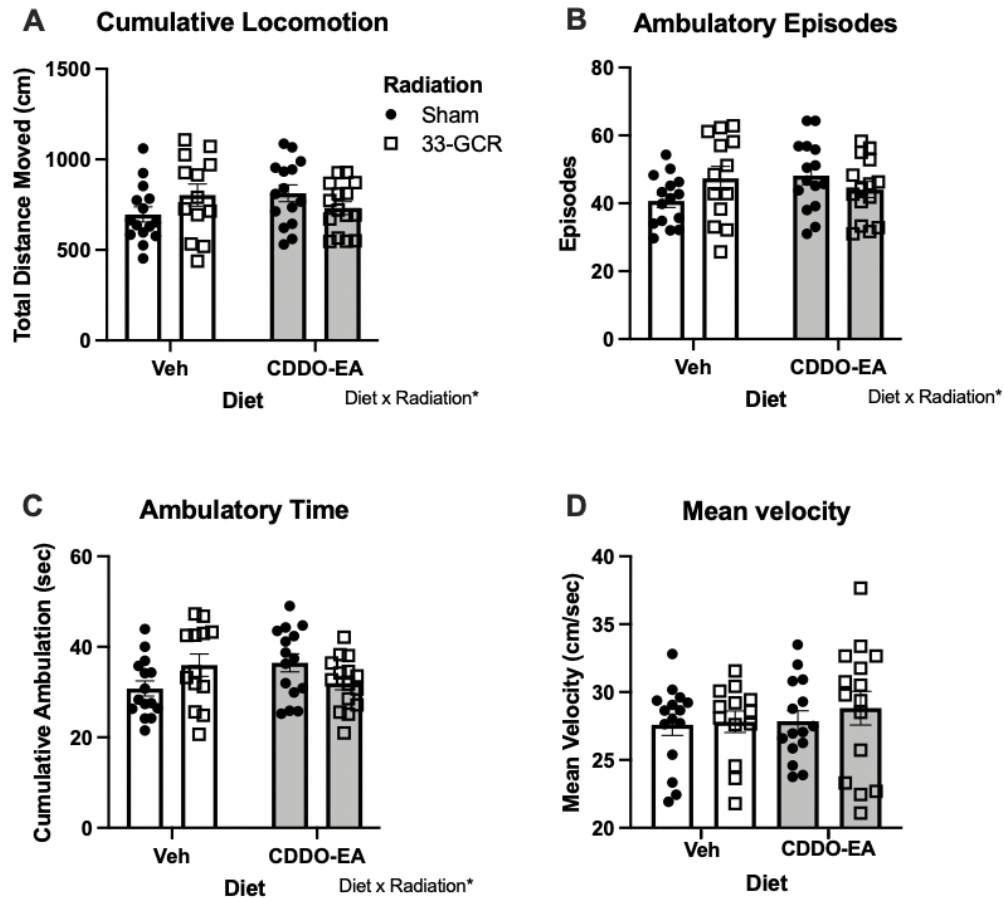 A
Cumulative Locomotion
Total Distance Moved (cm)
1500
1000
500
0
Veh
CDDO-EA
Diet
Diet x Radiation*
Radiation
Sham
33-GCR
B
Ambulatory Episodes
Episodes
80
60
40
20
0
Veh
CDDO-EA
Diet
Diet x Radiation*
C
Ambulatory Time
Cumulative Ambulation (sec)
60
40
20
0
Veh
CDDO-EA
Diet
Diet x Radiation*
D
Mean velocity
Mean Velocity (cm/sec)
40
35
30
25
20
Veh
CDDO-EA
Diet